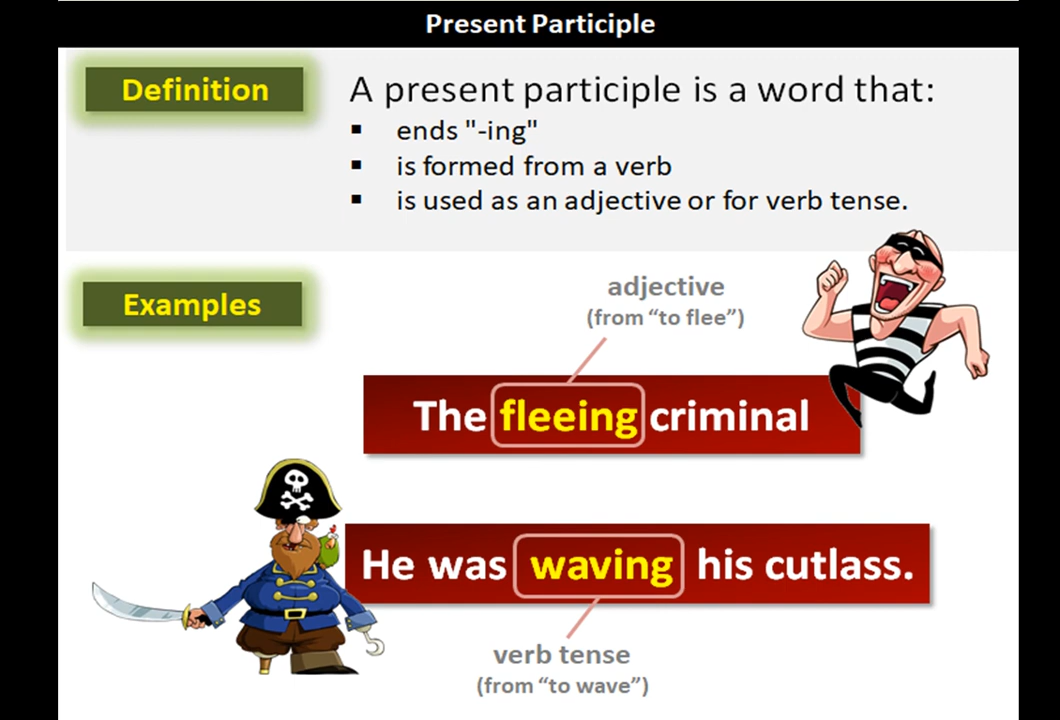 Present Participle
Definition
A present participle is a word that:
▪ ends "-ing"
▪ is formed from a verb
▪ is used as an adjective or for verb tense.
Examples
adjective
(from “to flee”)
The fleeing criminal
He was waving his cutlass.
verb tense
(from “to wave”)